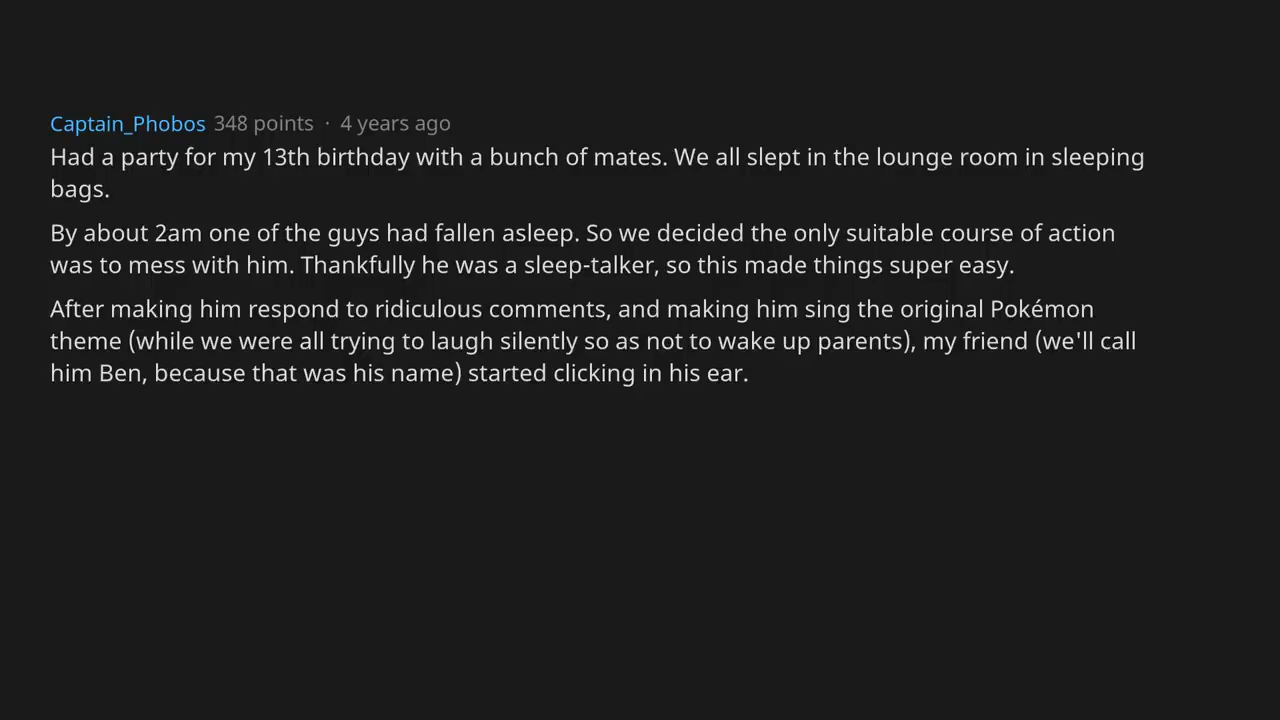 Captain_Phobos 348 points · 4 years ago
Had a party for my 13th birthday with a bunch of mates. We all slept in the lounge room in sleeping
bags.
By about 2am one of the guys had fallen asleep. So we decided the only suitable course of action
was to mess with him. Thankfully he was a sleep-talker, so this made things super easy.
After making him respond to ridiculous comments, and making him sing the original Pokémon
theme (while we were all trying to laugh silently so as not to wake up parents), my friend (we'll call
him Ben, because that was his name) started clicking in his ear.